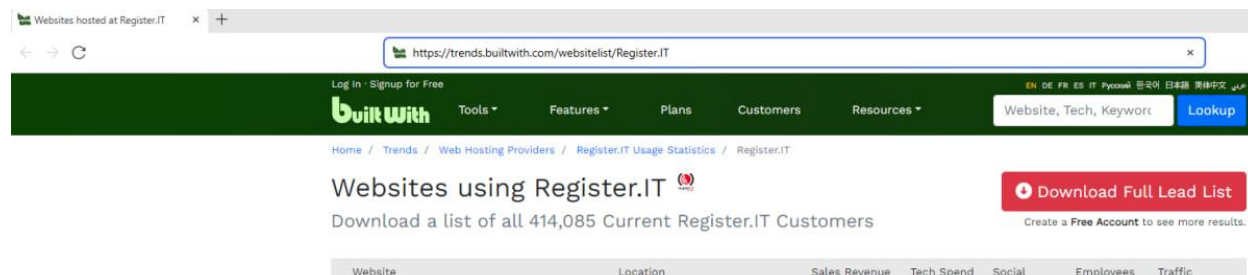 Websites hosted at Register.IT
https://trends.builtwith.com/websitelist/Register.IT
Log In · Signup for Free
EN DE FR ES IT Русский 한국어 日本語 简体中文 عربي
builtWith Tools Features Plans Customers Resources Website, Tech, Keyworc Lookup
Home / Trends / Web Hosting Providers / Register.IT Usage Statistics / Register.IT
Websites using Register.IT
Download Full Lead List
Download a list of all 414,085 Current Register.IT Customers
Create a Free Account to see more results.
Website Location Sales Revenue Tech Spend Social Employees Traffic